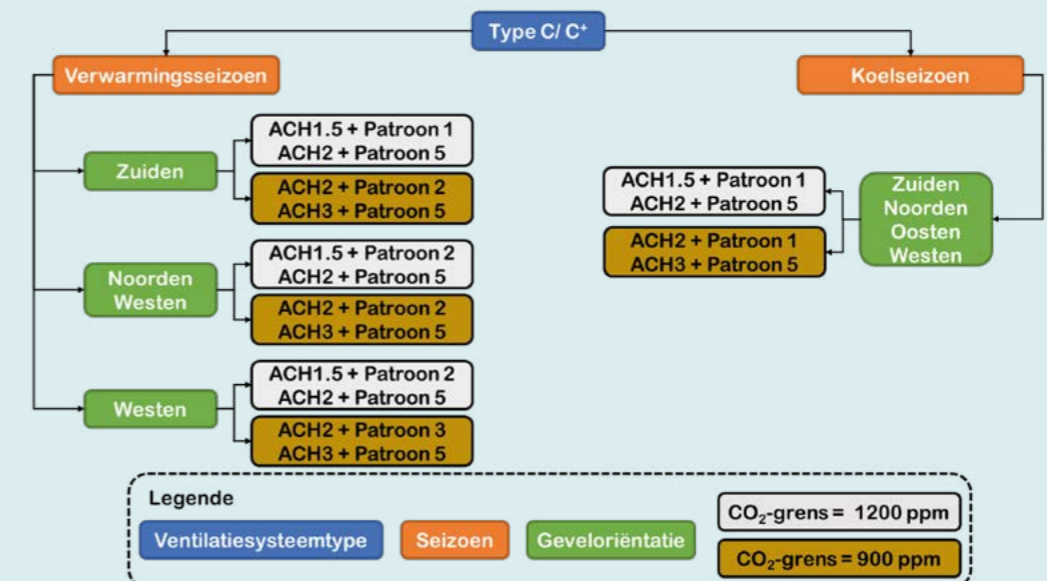 Type C/ C⁺
Verwarmingsseizoen
Koelseizoen
Zuiden
ACH1.5 + Patroon 1
ACH2 + Patroon 5
ACH2 + Patroon 2
ACH3 + Patroon 5
Noorden
Westen
ACH1.5 + Patroon 2
ACH2 + Patroon 5
ACH2 + Patroon 2
ACH3 + Patroon 5
Westen
ACH1.5 + Patroon 2
ACH2 + Patroon 5
ACH2 + Patroon 3
ACH3 + Patroon 5
ACH1.5 + Patroon 1
ACH2 + Patroon 5
ACH2 + Patroon 1
ACH3 + Patroon 5
Zuiden
Noorden
Oosten
Westen
Legende
Ventilatiesysteemtype
Seizoen
Geveloriëntatie
CO₂-grens = 1200 ppm
CO₂-grens = 900 ppm